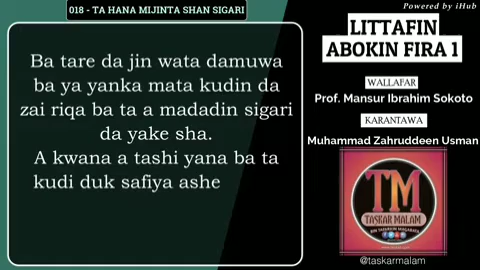 018 - TA HANA MIJINTA SHAN SIGARI
Powered by iHub
LITTAFIN
ABOKIN FIRA 1
WALLAFAR
Prof. Mansur Ibrahim Sokoto
KARANTAWA
Muhammad Zahruddeen Usman
Ba tare da jin wata damuwa
ba ya yanka mata kudin da
zai riqa ba ta a madadin sigari
da yake sha.
A kwana a tashi yana ba ta
kudi duk safiya ashe
TM
TASKAR MALAM
@taskarmalam